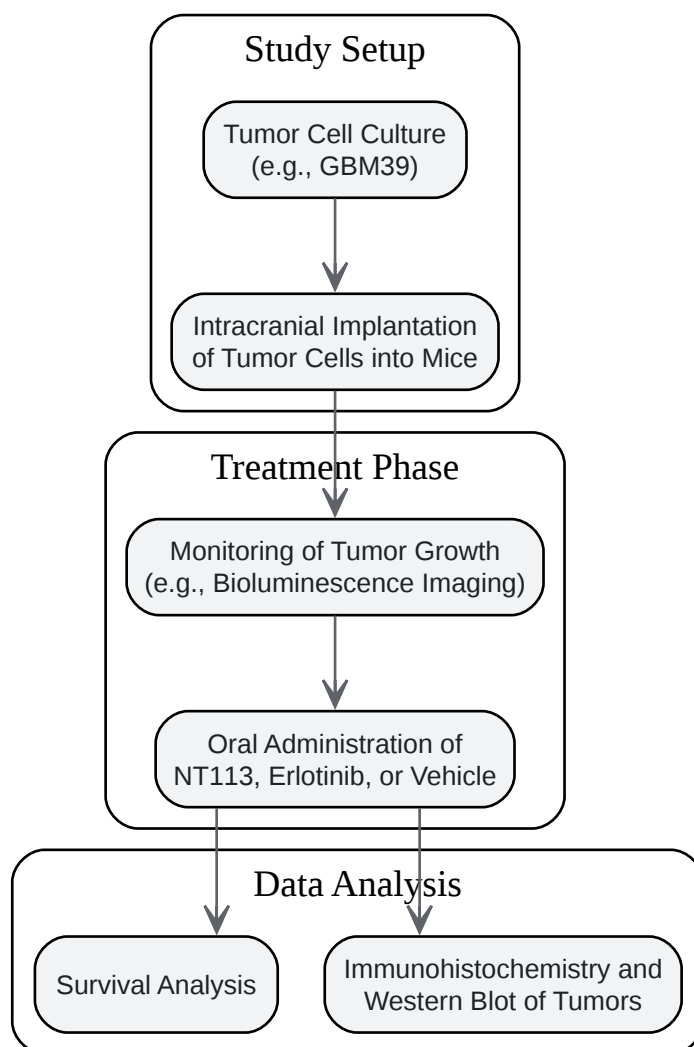 Study Setup
Tumor Cell Culture
(e.g., GBM39)
Intracranial Implantation
of Tumor Cells into Mice
Treatment Phase
Monitoring of Tumor Growth
(e.g., Bioluminescence Imaging)
Oral Administration of
NT113, Erlotinib, or Vehicle
Data Analysis
Survival Analysis
Immunohistochemistry and
Western Blot of Tumors